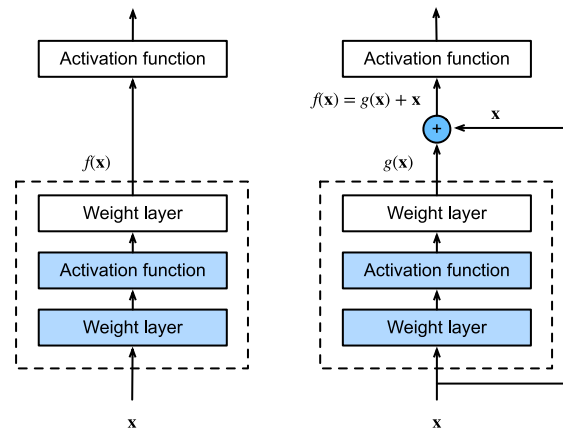 Activation function
f(x)
Weight layer
Activation function
Weight layer
x
Activation function
f(x) = g(x) + x
+
x
g(x)
Weight layer
Activation function
Weight layer
x